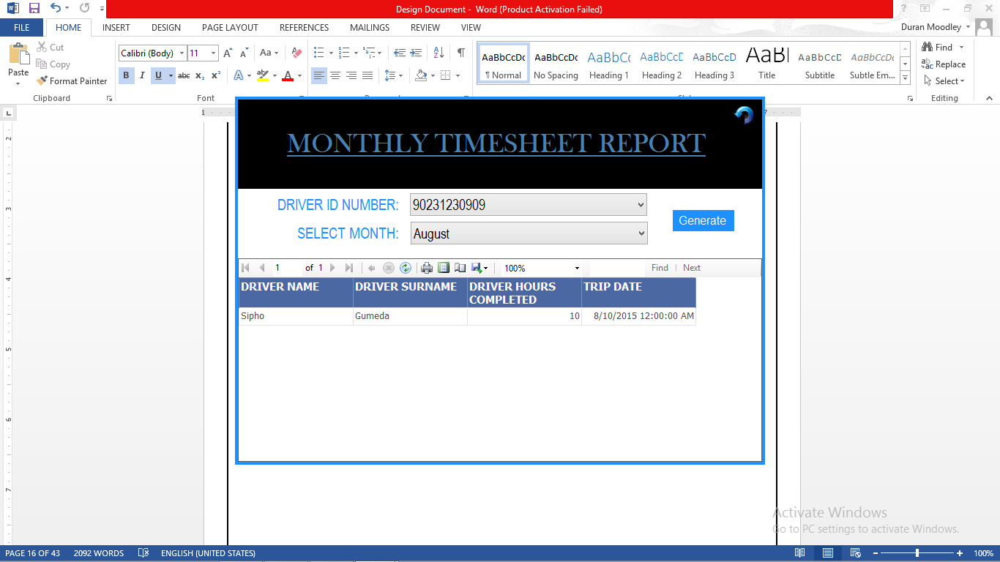 Design Document - Word (Product Activation Failed)
FILE HOME INSERT DESIGN PAGE LAYOUT REFERENCES MAILINGS REVIEW VIEW Duran Moodley
Cut
Copy
Format Painter
Paste
Clipboard
Calibri (Body) 11
Font
AaBbCcDc AaBbCcDc AaBbCc AaBbCcD AaBbCcD AaBl AaBbCcD AaBbCcDc
¶ Normal No Spacing Heading 1 Heading 2 Heading 3 Title Subtitle Subtle Em...
Find
Replace
Select
Editing
MONTHLY TIMESHEET REPORT
DRIVER ID NUMBER: 90231230909
SELECT MONTH: August
Generate
1 of 1 100% Find | Next
DRIVER NAME DRIVER SURNAME DRIVER HOURS COMPLETED TRIP DATE
Sipho Gumeda 10 8/10/2015 12:00:00 AM
Activate Windows
Go to PC settings to activate Windows.
PAGE 16 OF 43 2092 WORDS ENGLISH (UNITED STATES) 100%